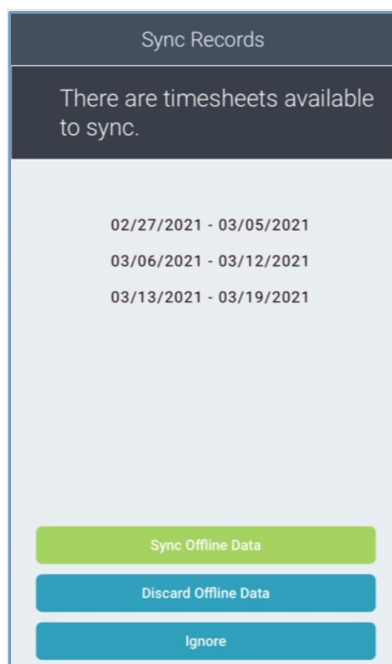 Sync Records
There are timesheets available
to sync.
02/27/2021 - 03/05/2021
03/06/2021 - 03/12/2021
03/13/2021 - 03/19/2021
Sync Offline Data
Discard Offline Data
Ignore